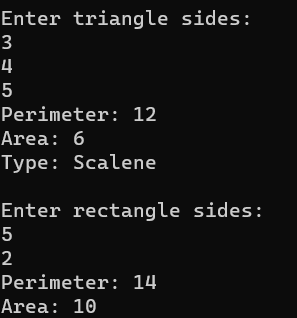 Enter triangle sides:
3
4
5
Perimeter: 12
Area: 6
Type: Scalene
Enter rectangle sides:
5
2
Perimeter: 14
Area: 10